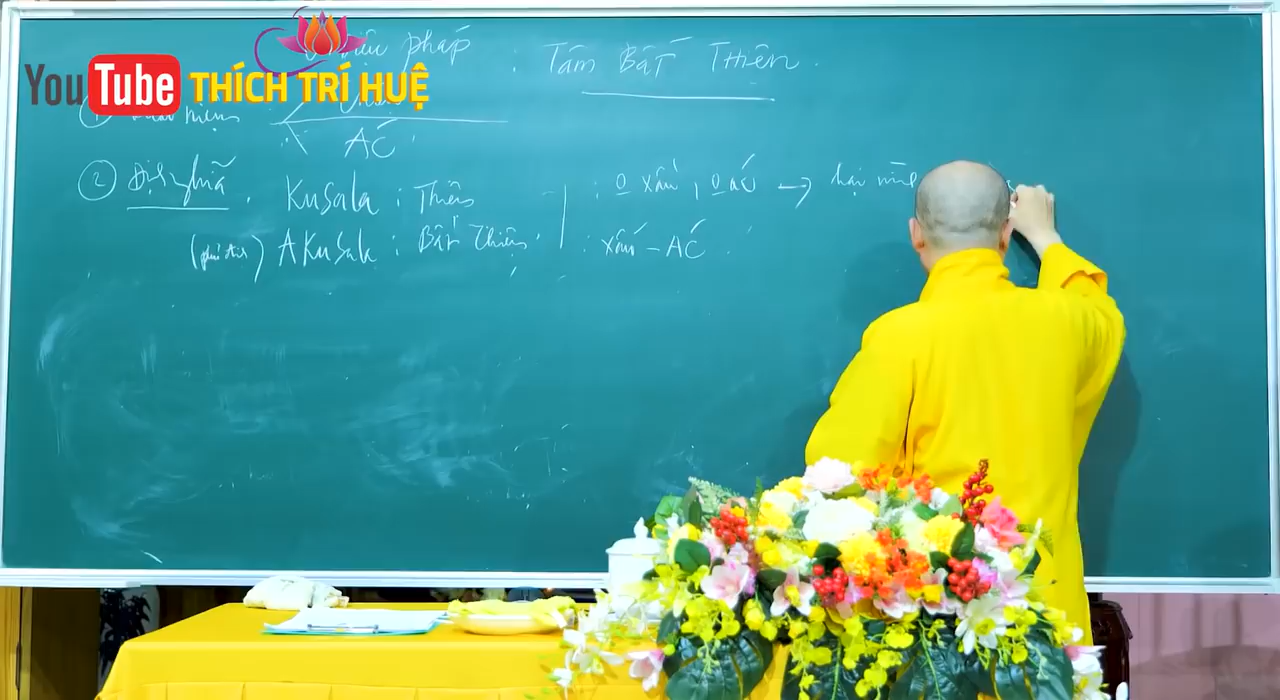 pháp : Tâm Bất Thiện.
YouTube THÍCH TRÍ HUỆ
①
ÁC
② Định nghĩa. Kusala : Thiện : 0 xấu, 0 ác →
AKusala : Bất Thiện : xấu - ÁC